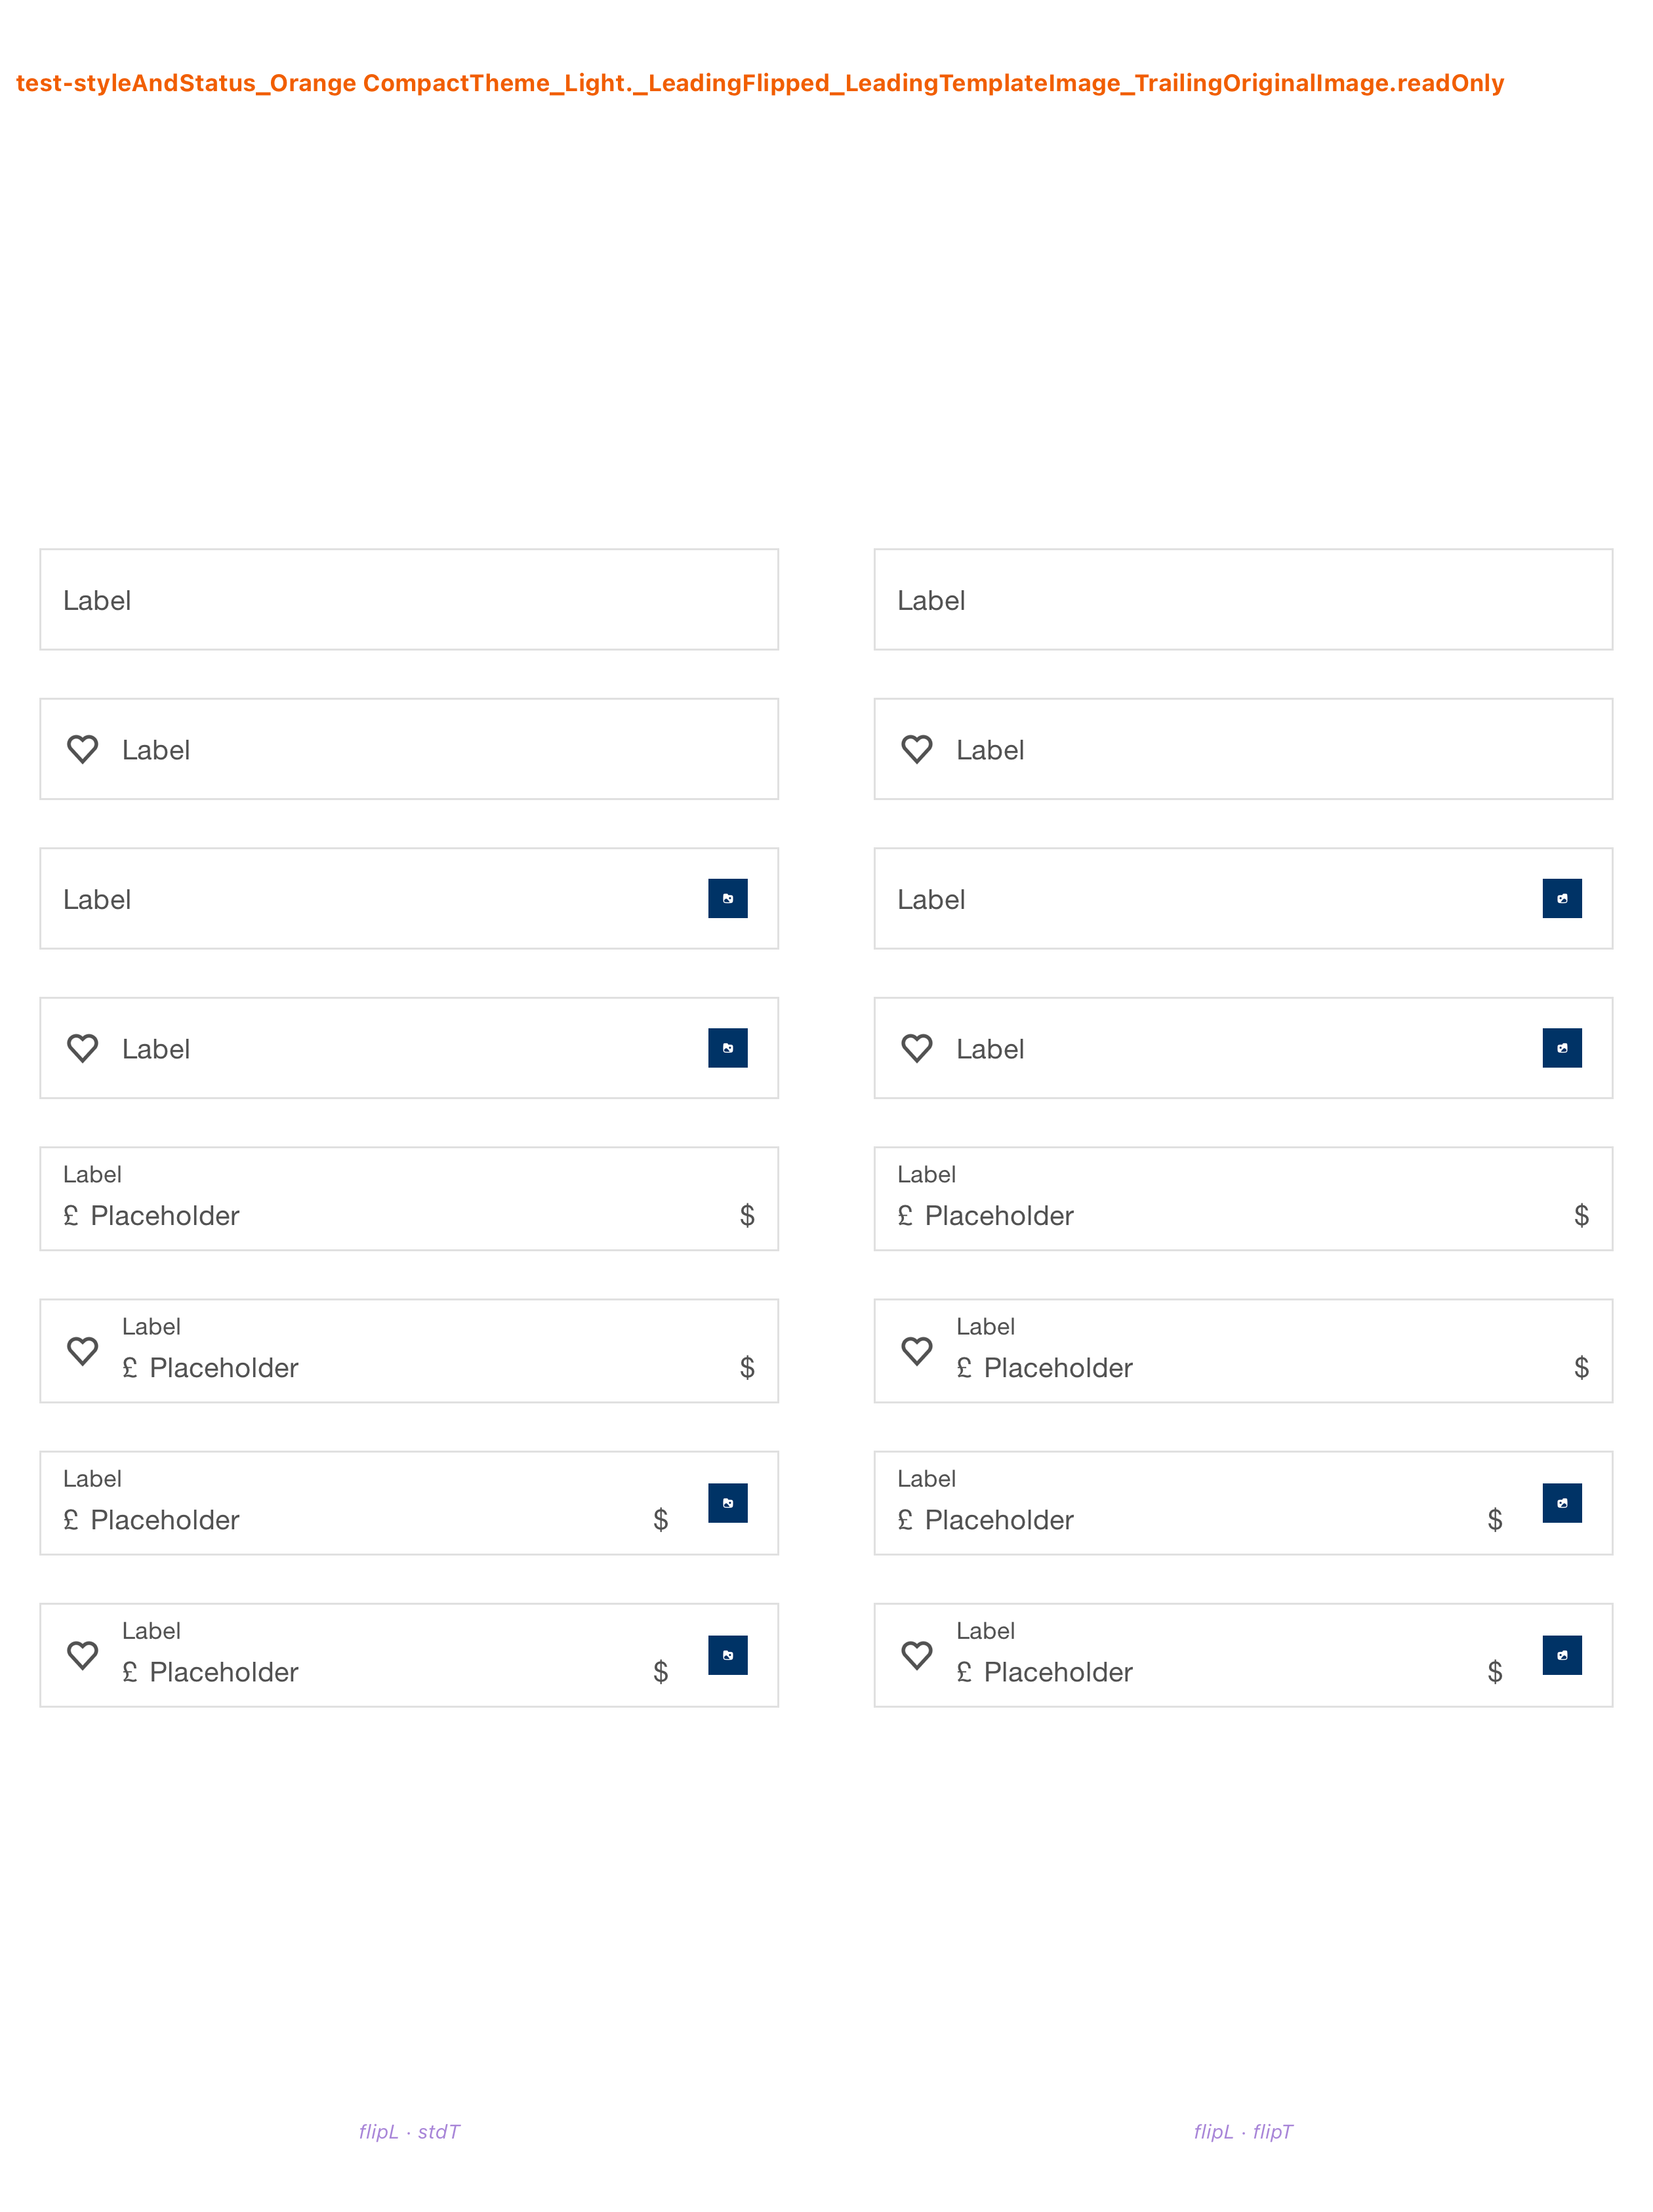 test-styleAndStatus_Orange CompactTheme_Light._LeadingFlipped_LeadingTemplateImage_TrailingOriginalImage.readOnly
Label
Label
Label
Label
Label
Label
Label
Label
Label
Label
£ Placeholder $
£ Placeholder $
Label
Label
£ Placeholder $
£ Placeholder $
Label
Label
£ Placeholder $
£ Placeholder $
Label
Label
£ Placeholder $
£ Placeholder $
flipL · stdT
flipL · flipT